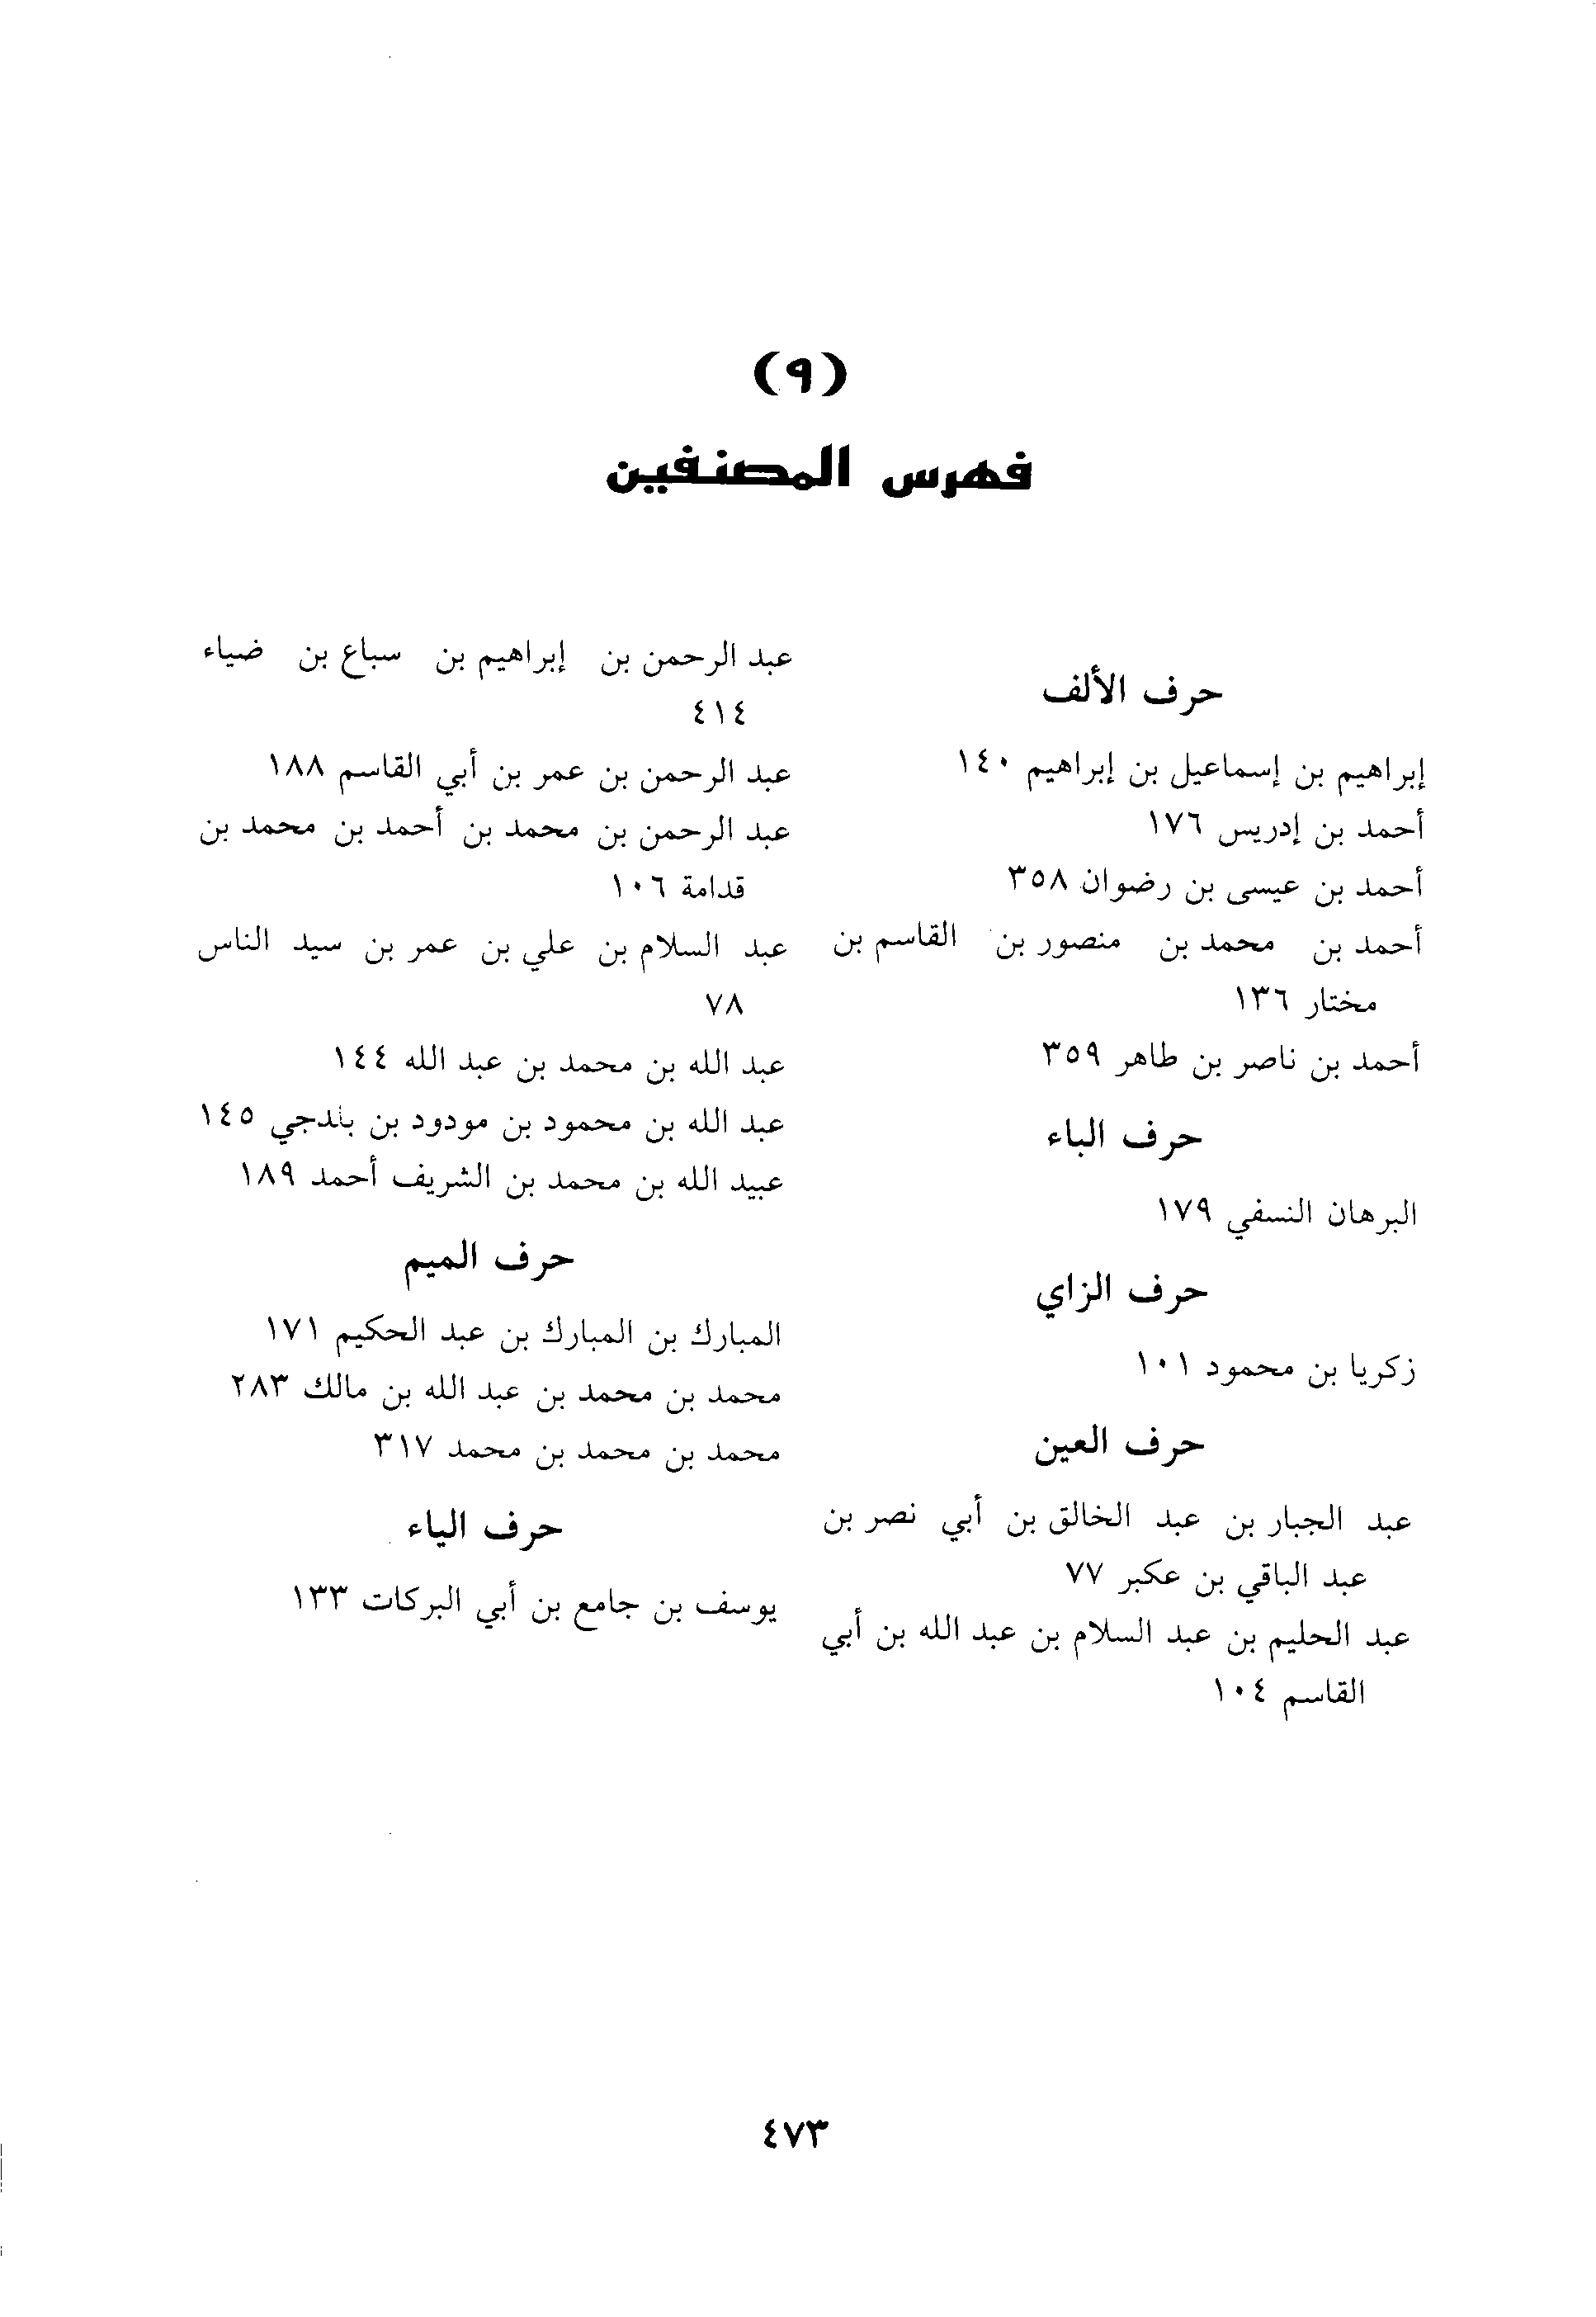 (٩)
فهرس المصنفين
حرف الألف
إبراهيم بن إسماعيل بن إبراهيم ١٤٠
أحمد بن إدريس ١٧٦
أحمد بن عيسى بن رضوان ٣٥٨
أحمد بن محمد بن منصور بن القاسم بن
مختار ١٣٦
أحمد بن ناصر بن طاهر ٣٥٩
حرف الباء
البرهان النسفي ١٧٩
حرف الزاي
زكريا بن محمود ١٠١
حرف العين
عبد الجبار بن عبد الخالق بن أبي نصر بن
عبد الباقي بن عكبر ٧٧
عبد الحليم بن عبد السلام بن عبد الله بن أبي
القاسم ١٠٤
عبد الرحمن بن إبراهيم بن سباع بن ضياء
٤١٤
عبد الرحمن بن عمر بن أبي القاسم ١٨٨
عبد الرحمن بن محمد بن أحمد بن محمد بن
قدامة ١٠٦
عبد السلام بن علي بن عمر بن سيد الناس
٧٨
عبد الله بن محمد بن عبد الله ١٤٤
عبد الله بن محمود بن مودود بن بلدجي ١٤٥
عبيد الله بن محمد بن الشريف أحمد ١٨٩
حرف الميم
المبارك بن المبارك بن عبد الحكيم ١٧١
محمد بن محمد بن عبد الله بن مالك ٢٨٣
محمد بن محمد بن محمد ٣١٧
حرف الياء
يوسف بن جامع بن أبي البركات ١٣٣
٤٧٣